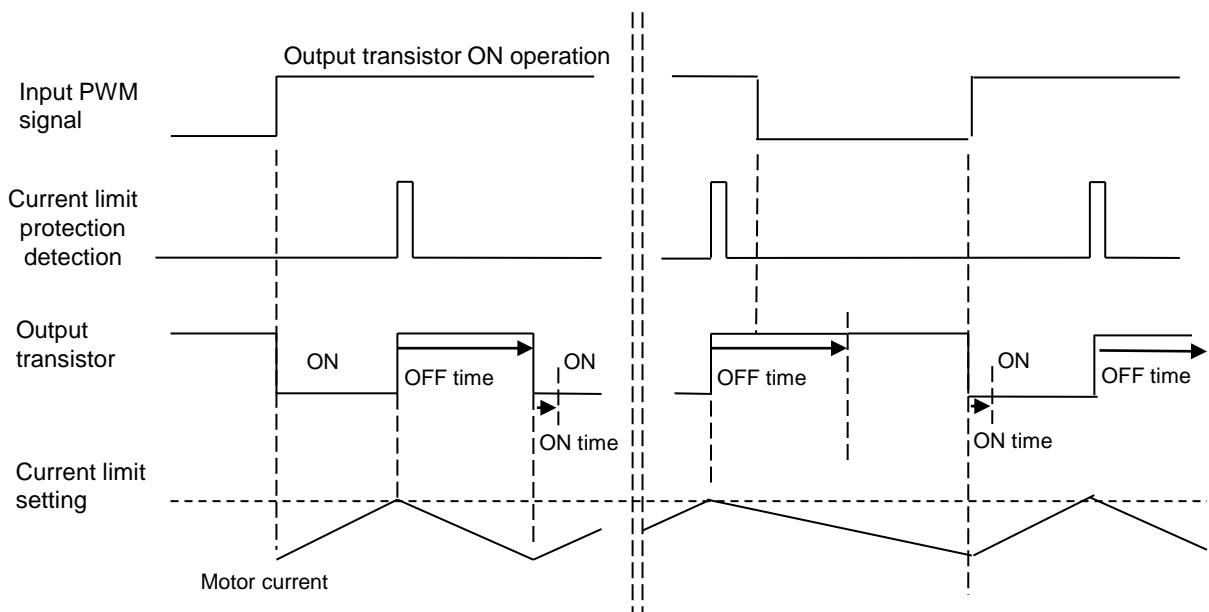 Output transistor ON operation
Input PWM
signal
Current limit
protection
detection
Output
transistor
ON
OFF time
ON
ON time
OFF time
ON
ON time
OFF time
Current limit
setting
Motor current